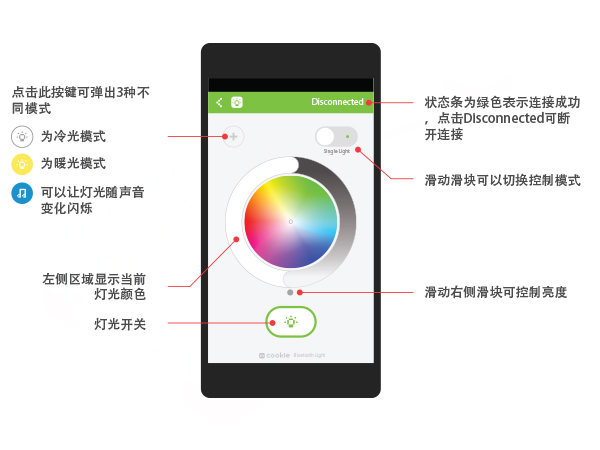 点击此按键可弹出3种不
同模式
为冷光模式
为暖光模式
可以让灯光随声音
变化闪烁
左侧区域显示当前
灯光颜色
灯光开关
Disconnected
Single Light
cookie Bluetooth Light
状态条为绿色表示连接成功
，点击Disconnected可断
开连接
滑动滑块可以切换控制模式
滑动右侧滑块可控制亮度